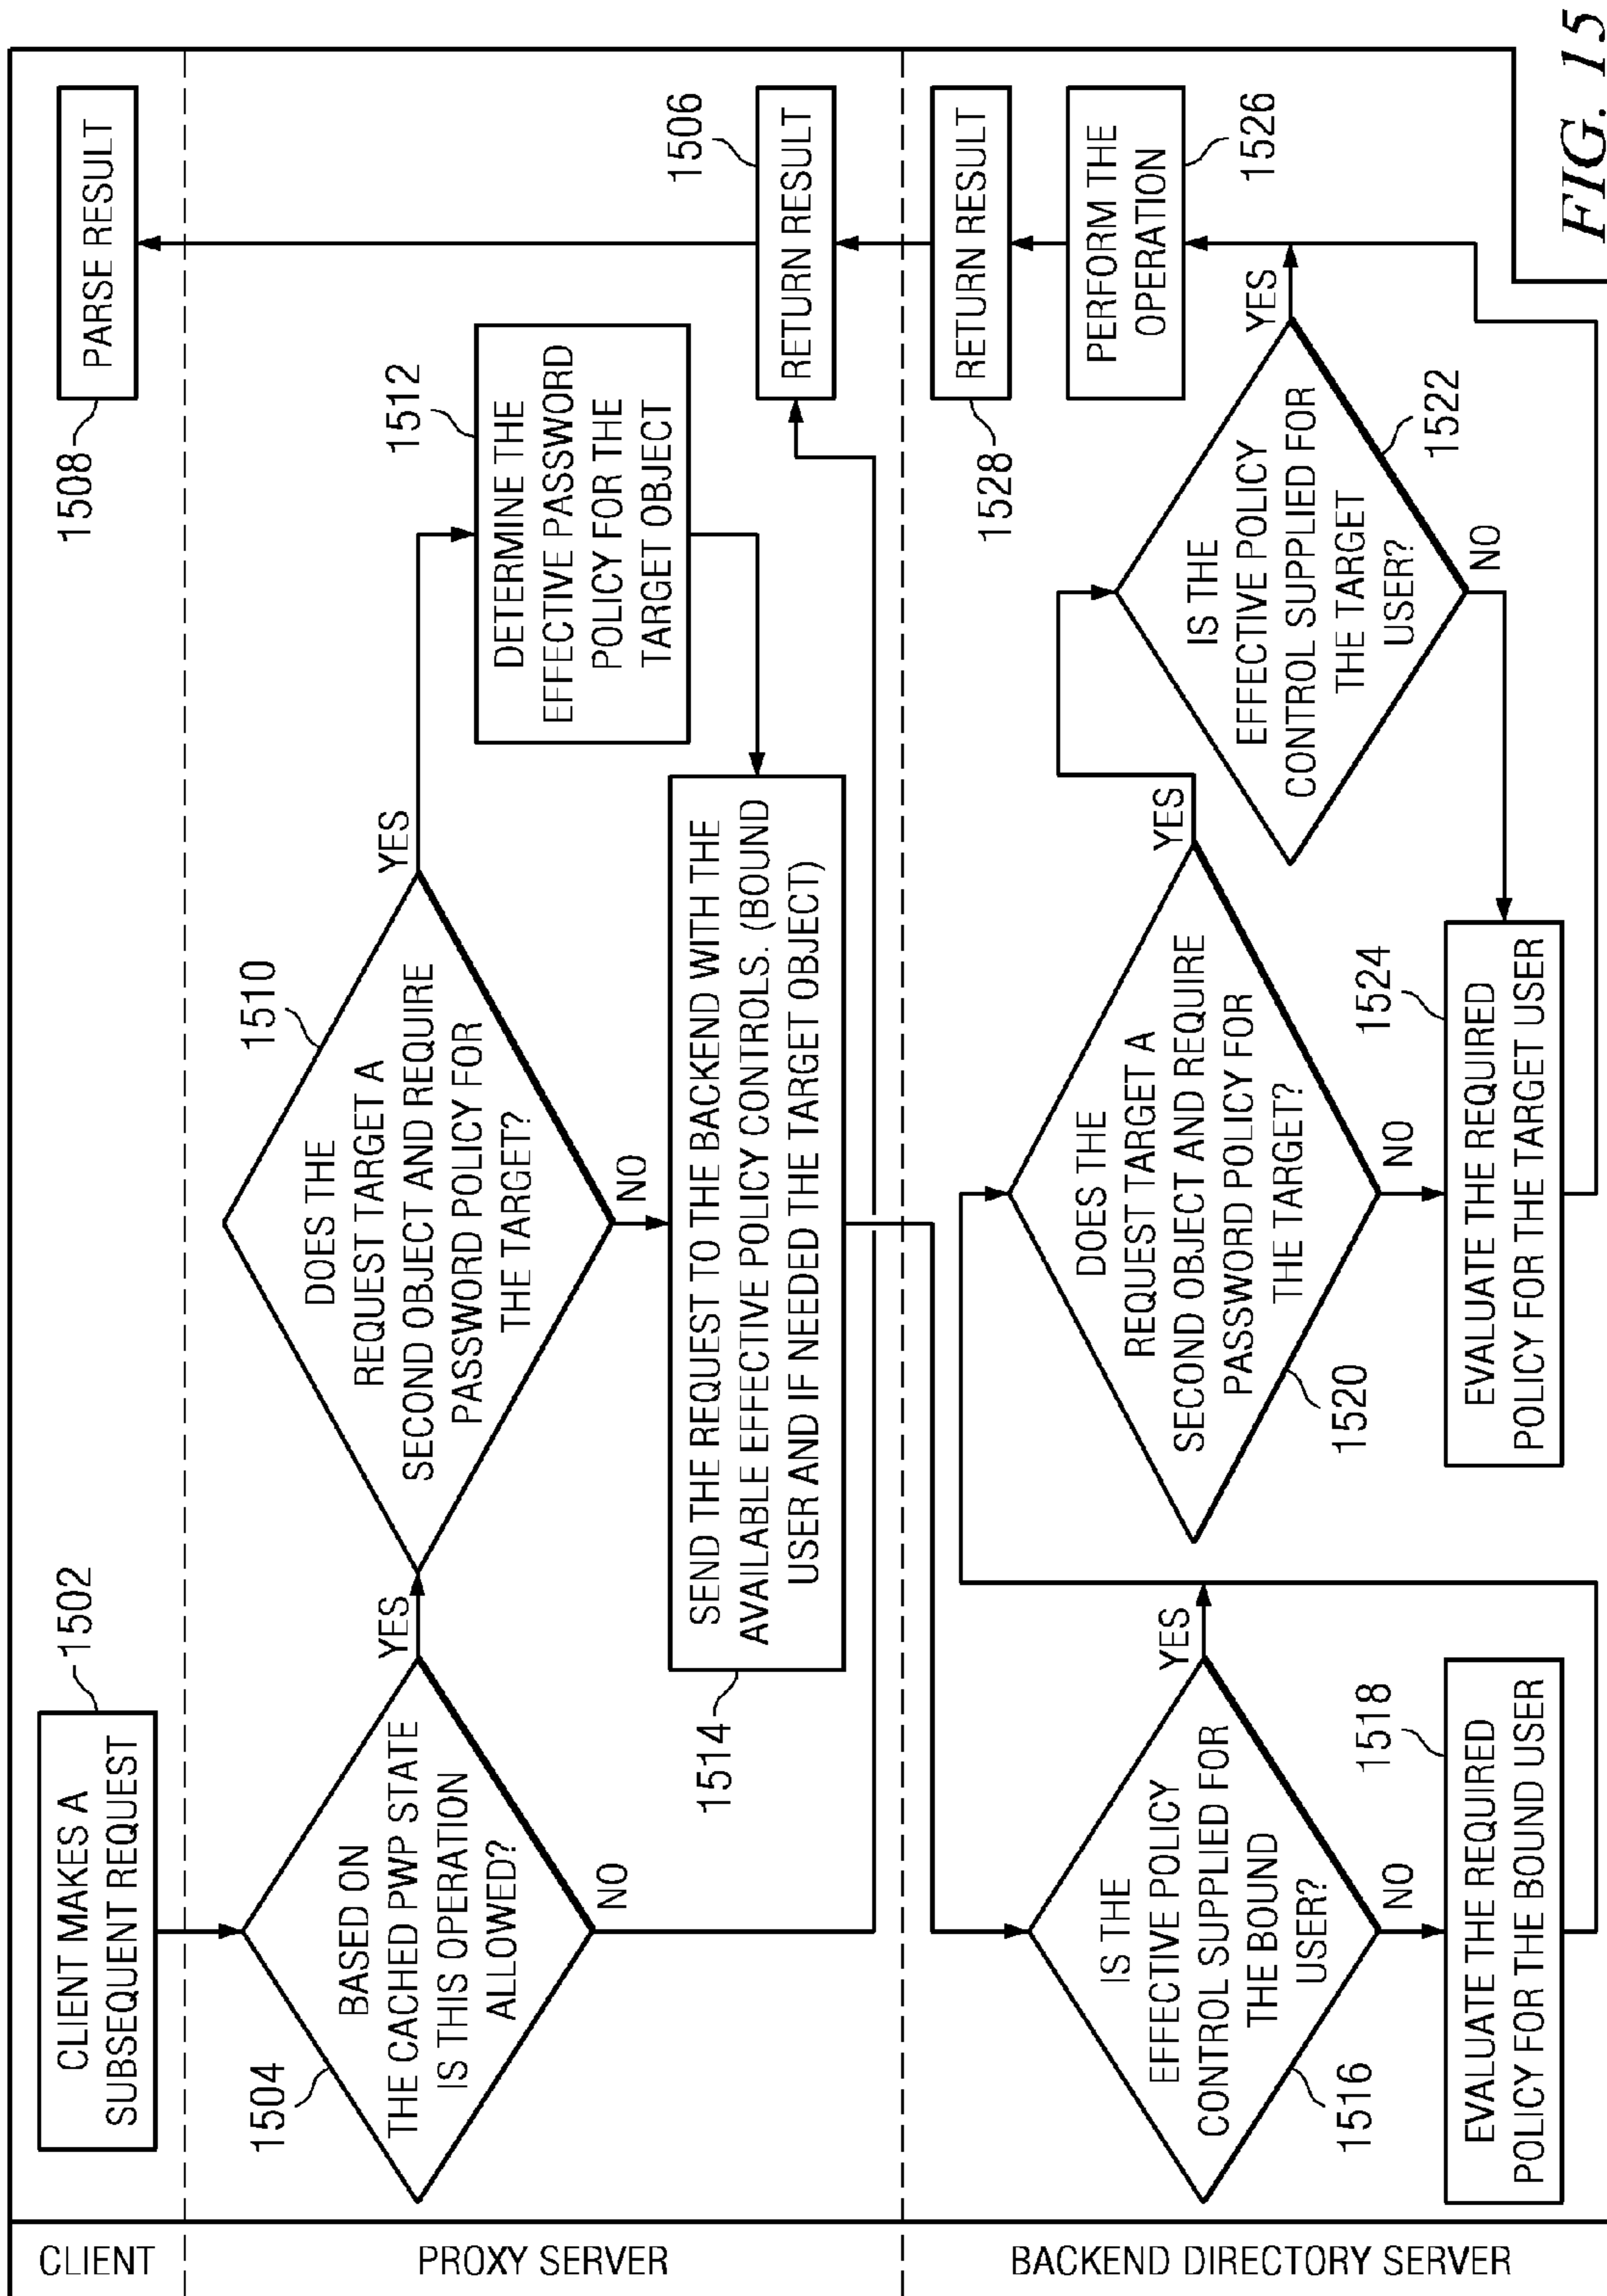 CLIENT
CLIENT MAKES A
SUBSEQUENT REQUEST
1502
PARSE RESULT
1508
PROXY SERVER
BASED ON
THE CACHED PWP STATE
IS THIS OPERATION
ALLOWED?
1504
YES
NO
DOES THE
REQUEST TARGET A
SECOND OBJECT AND REQUIRE
PASSWORD POLICY FOR
THE TARGET?
1510
YES
NO
DETERMINE THE
EFFECTIVE PASSWORD
POLICY FOR THE
TARGET OBJECT
1512
SEND THE REQUEST TO THE BACKEND WITH THE
AVAILABLE EFFECTIVE POLICY CONTROLS. (BOUND
USER AND IF NEEDED THE TARGET OBJECT)
1514
RETURN RESULT
1506
BACKEND DIRECTORY SERVER
IS THE
EFFECTIVE POLICY
CONTROL SUPPLIED FOR
THE BOUND
USER?
1516
YES
NO
EVALUATE THE REQUIRED
POLICY FOR THE BOUND USER
1518
DOES THE
REQUEST TARGET A
SECOND OBJECT AND REQUIRE
PASSWORD POLICY FOR
THE TARGET?
1520
YES
NO
EVALUATE THE REQUIRED
POLICY FOR THE TARGET USER
1524
IS THE
EFFECTIVE POLICY
CONTROL SUPPLIED FOR
THE TARGET
USER?
1522
YES
NO
RETURN RESULT
1528
PERFORM THE
OPERATION
1526
FIG. 15